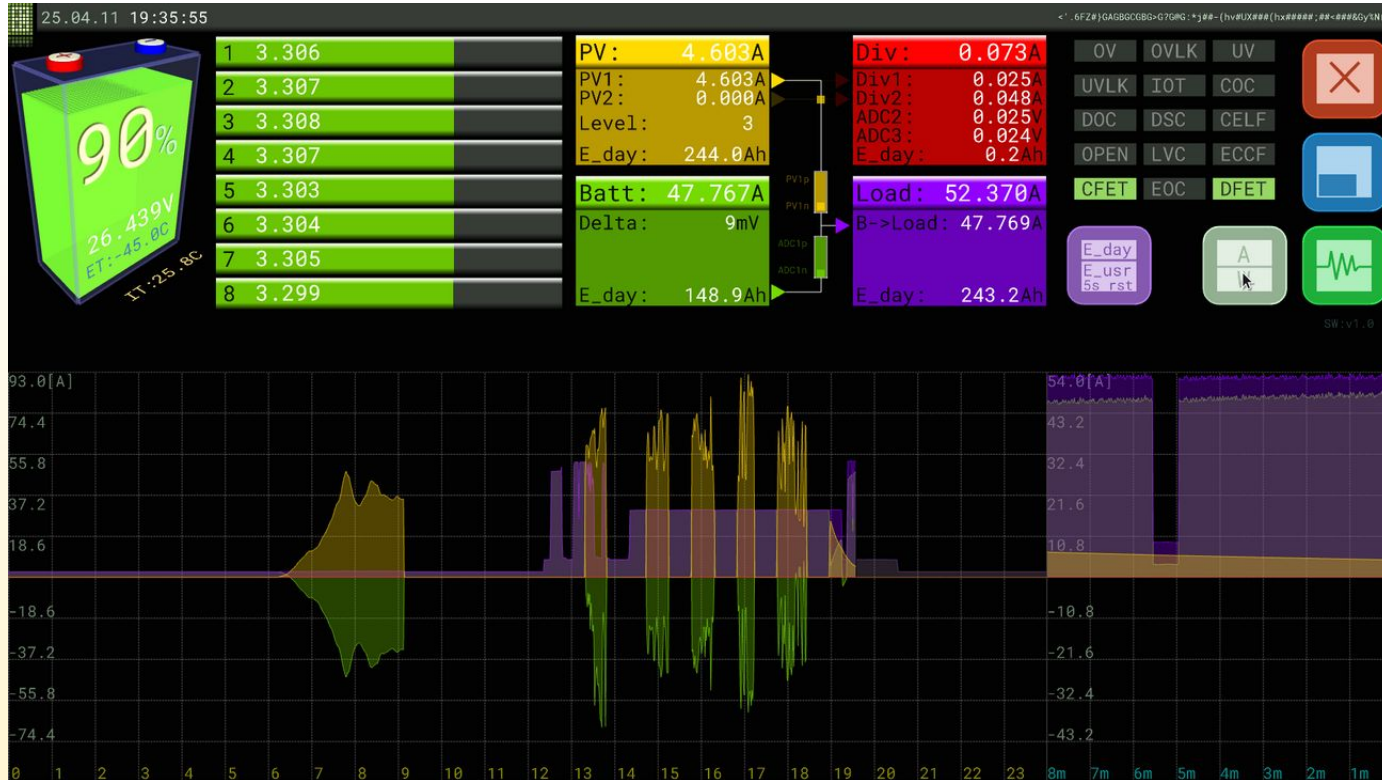 25.04.11 19:35:55
90%
26.439V
ET:-45.0C
IT:25.8C
1 3.306
2 3.307
3 3.308
4 3.307
5 3.303
6 3.304
7 3.305
8 3.299
PV: 4.603A
PV1: 4.603A
PV2: 0.000A
Level: 3
E_day: 244.0Ah
Batt: 47.767A
Delta: 9mV
E_day: 148.9Ah
PV1p
PV1n
ADC1p
ADC1n
Div: 0.073A
Div1: 0.025A
Div2: 0.048A
ADC2: 0.025V
ADC3: 0.024V
E_day: 0.2Ah
Load: 52.370A
B->Load: 47.769A
E_day: 243.2Ah
OV OVLK UV
UVLK IOT COC
DOC DSC CELF
OPEN LVC ECCF
CFET EOC DFET
E_day
E_usr
5s rst
A
SW:v1.0
93.0[A]
74.4
55.8
37.2
18.6
-18.6
-37.2
-55.8
-74.4
54.0[A]
43.2
32.4
21.6
10.8
-10.8
-21.6
-32.4
-43.2
0 1 2 3 4 5 6 7 8 9 10 11 12 13 14 15 16 17 18 19 20 21 22 23 8m 7m 6m 5m 4m 3m 2m 1m